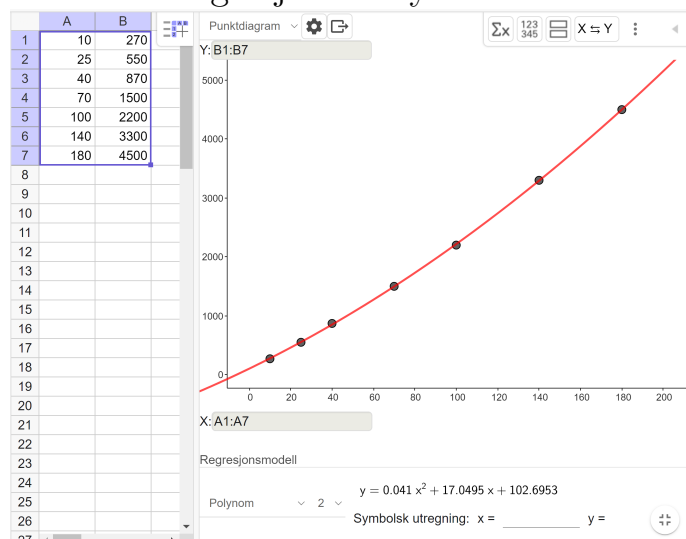 A B
1 10 270
2 25 550
3 40 870
4 70 1500
5 100 2200
6 140 3300
7 180 4500
8
9
10
11
12
13
14
15
16
17
18
19
20
21
22
23
24
25
26
27
Punktdiagram
Σx 123 345 X ⇆ Y
Y: B1:B7
5000
4000
3000
2000
1000
0
0 20 40 60 80 100 120 140 160 180 200
X: A1:A7
Regresjonsmodell
y = 0.041 x² + 17.0495 x + 102.6953
Polynom 2
Symbolsk utregning: x = y =